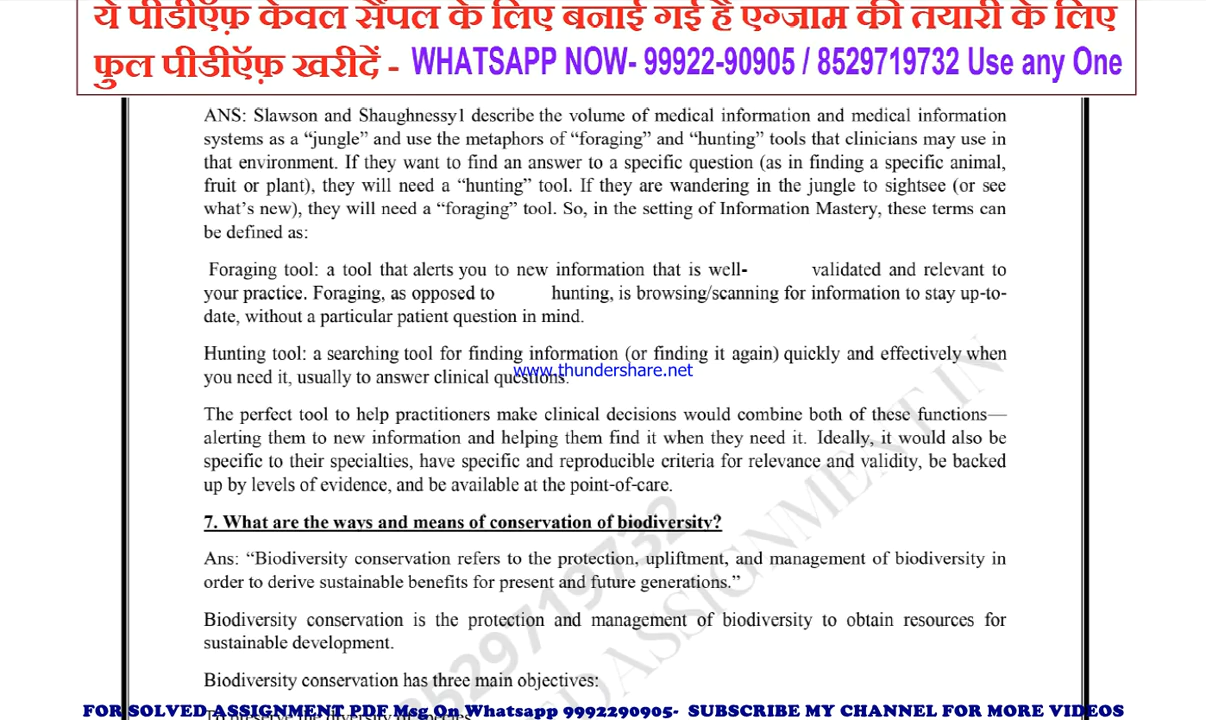 ये पीडीऍफ़ केवल सैंपल के लिए बनाई गई है एग्जाम की तयारी के लिए
फुल पीडीऍफ़ खरीदें - WHATSAPP NOW- 99922-90905 / 8529719732 Use any One
ANS: Slawson and Shaughnessy1 describe the volume of medical information and medical information
systems as a “jungle” and use the metaphors of “foraging” and “hunting” tools that clinicians may use in
that environment. If they want to find an answer to a specific question (as in finding a specific animal,
fruit or plant), they will need a “hunting” tool. If they are wandering in the jungle to sightsee (or see
what’s new), they will need a “foraging” tool. So, in the setting of Information Mastery, these terms can
be defined as:
Foraging tool: a tool that alerts you to new information that is well- validated and relevant to
your practice. Foraging, as opposed to hunting, is browsing/scanning for information to stay up-to-
date, without a particular patient question in mind.
Hunting tool: a searching tool for finding information (or finding it again) quickly and effectively when
you need it, usually to answer clinical questions.
www.thundershare.net
The perfect tool to help practitioners make clinical decisions would combine both of these functions—
alerting them to new information and helping them find it when they need it. Ideally, it would also be
specific to their specialties, have specific and reproducible criteria for relevance and validity, be backed
up by levels of evidence, and be available at the point-of-care.
7. What are the ways and means of conservation of biodiversity?
Ans: “Biodiversity conservation refers to the protection, upliftment, and management of biodiversity in
order to derive sustainable benefits for present and future generations.”
Biodiversity conservation is the protection and management of biodiversity to obtain resources for
sustainable development.
Biodiversity conservation has three main objectives:
FOR SOLVED ASSIGNMENT PDF Msg On Whatsapp 9992290905- SUBSCRIBE MY CHANNEL FOR MORE VIDEOS
8529719732
ASSIGNMENT IN